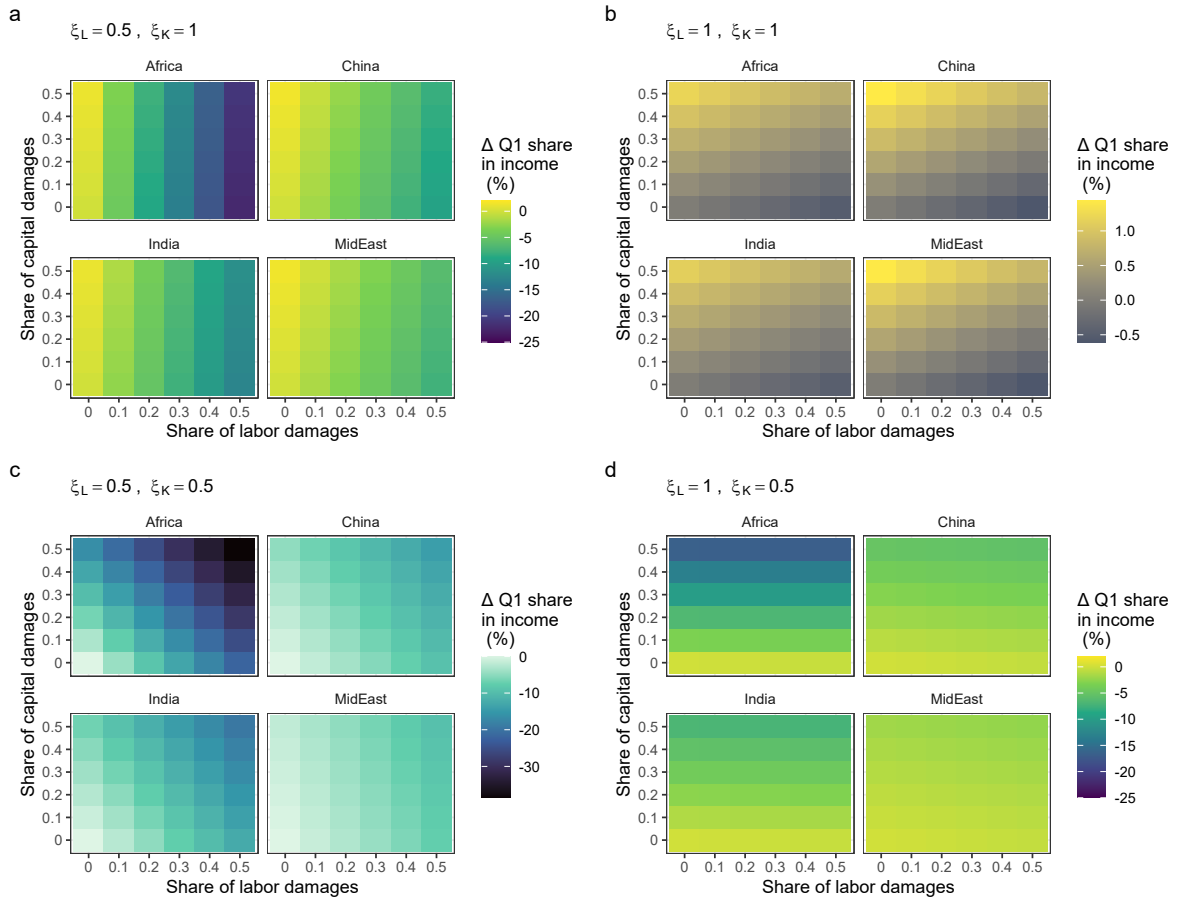 a
ξL = 0.5 , ξK = 1
Africa
China
0.5
0.4
0.3
0.2
0.1
0
India
MidEast
0.5
0.4
0.3
0.2
0.1
0
0 0.1 0.2 0.3 0.4 0.5
0 0.1 0.2 0.3 0.4 0.5
Share of labor damages
Share of capital damages
Δ Q1 share
in income
(%)
0
-5
-10
-15
-20
-25
b
ξL = 1 , ξK = 1
Africa
China
0.5
0.4
0.3
0.2
0.1
0
India
MidEast
0.5
0.4
0.3
0.2
0.1
0
0 0.1 0.2 0.3 0.4 0.5
0 0.1 0.2 0.3 0.4 0.5
Share of labor damages
Share of capital damages
Δ Q1 share
in income
(%)
1.0
0.5
0.0
-0.5
c
ξL = 0.5 , ξK = 0.5
Africa
China
0.5
0.4
0.3
0.2
0.1
0
India
MidEast
0.5
0.4
0.3
0.2
0.1
0
0 0.1 0.2 0.3 0.4 0.5
0 0.1 0.2 0.3 0.4 0.5
Share of labor damages
Share of capital damages
Δ Q1 share
in income
(%)
0
-10
-20
-30
d
ξL = 1 , ξK = 0.5
Africa
China
0.5
0.4
0.3
0.2
0.1
0
India
MidEast
0.5
0.4
0.3
0.2
0.1
0
0 0.1 0.2 0.3 0.4 0.5
0 0.1 0.2 0.3 0.4 0.5
Share of labor damages
Share of capital damages
Δ Q1 share
in income
(%)
0
-5
-10
-15
-20
-25